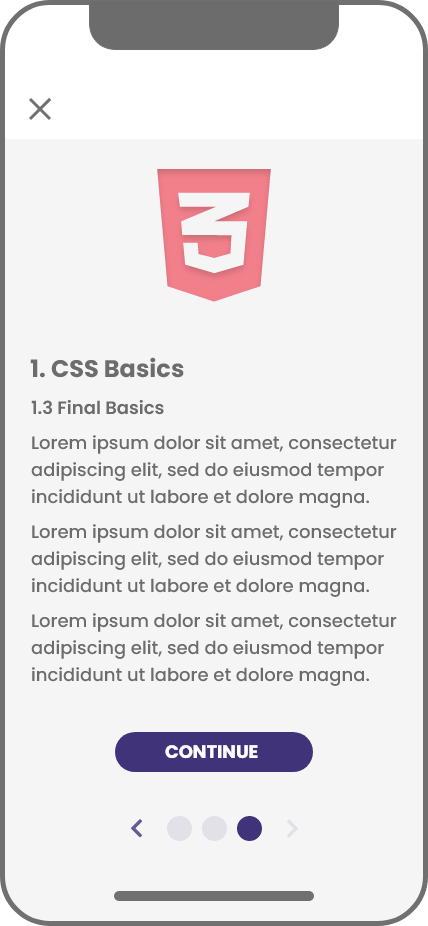 3
1. CSS Basics
1.3 Final Basics
Lorem ipsum dolor sit amet, consectetur
adipiscing elit, sed do eiusmod tempor
incididunt ut labore et dolore magna.
Lorem ipsum dolor sit amet, consectetur
adipiscing elit, sed do eiusmod tempor
incididunt ut labore et dolore magna.
Lorem ipsum dolor sit amet, consectetur
adipiscing elit, sed do eiusmod tempor
incididunt ut labore et dolore magna.
CONTINUE